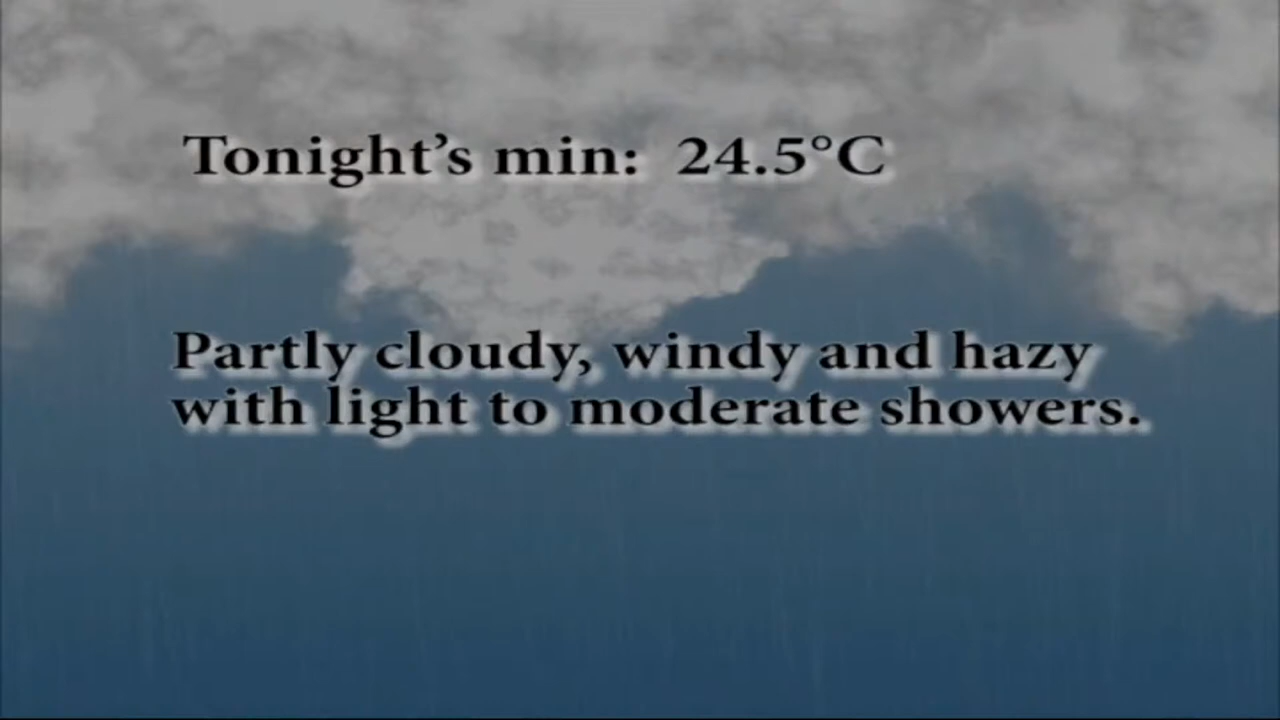 Tonight’s min: 24.5°C
Partly cloudy, windy and hazy
with light to moderate showers.